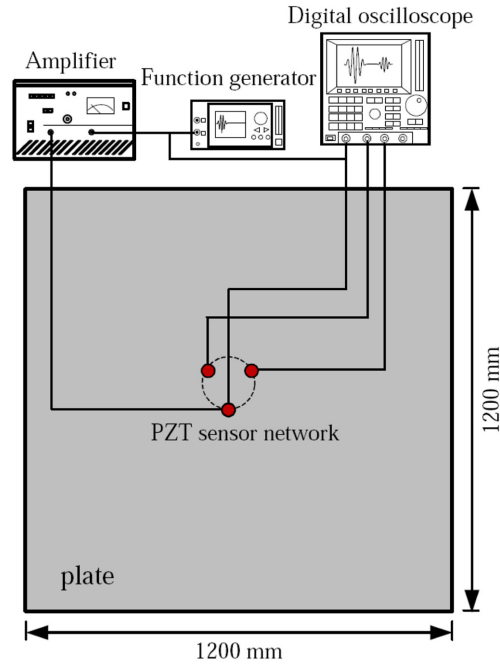 Digital oscilloscope
Amplifier
Function generator
PZT sensor network
1200 mm
plate
1200 mm